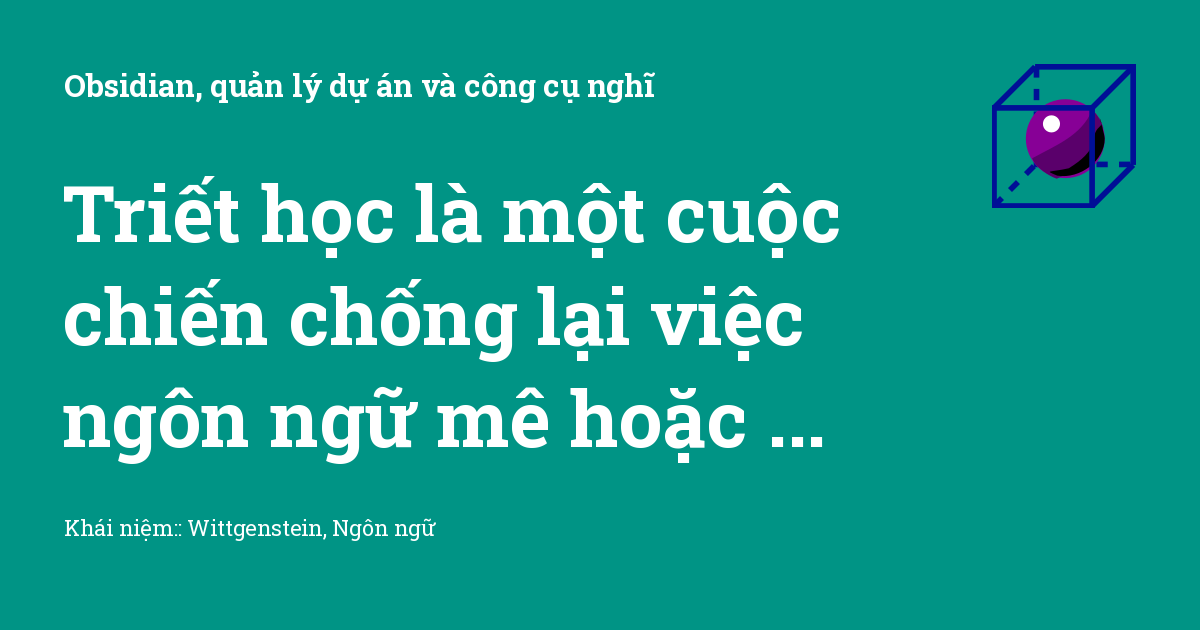 Obsidian, quản lý dự án và công cụ nghĩ
Triết học là một cuộc
chiến chống lại việc
ngôn ngữ mê hoặc ...
Khái niệm:: Wittgenstein, Ngôn ngữ